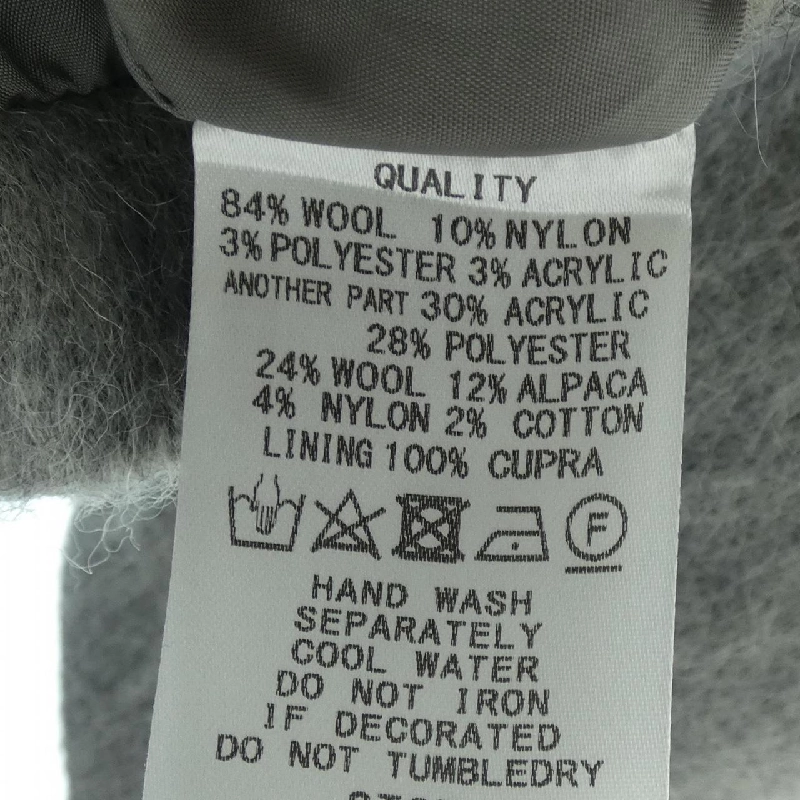 QUALITY
84% WOOL 10% NYLON
3% POLYESTER 3% ACRYLIC
ANOTHER PART 30% ACRYLIC
28% POLYESTER
24% WOOL 12% ALPACA
4% NYLON 2% COTTON
LINING 100% CUPRA
F
HAND WASH
SEPARATELY
COOL WATER
DO NOT IRON
IF DECORATED
DO NOT TUMBLEDRY